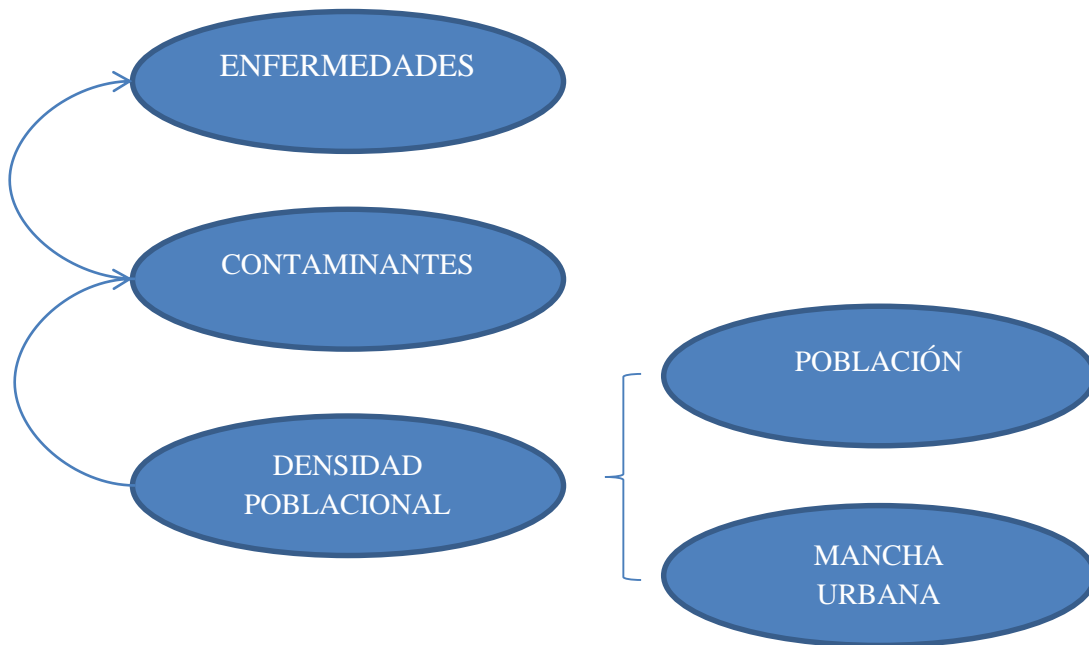 ENFERMEDADES
CONTAMINANTES
DENSIDAD
POBLACIONAL
POBLACIÓN
MANCHA
URBANA